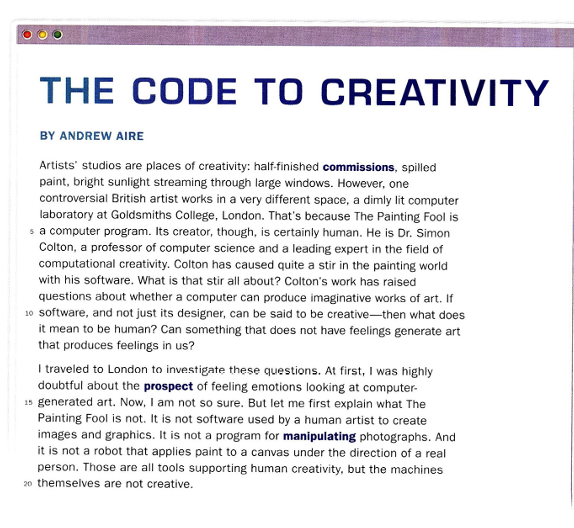 THE CODE TO CREATIVITY
BY ANDREW AIRE
Artists' studios are places of creativity: half-finished commissions, spilled
paint, bright sunlight streaming through large windows. However, one
controversial British artist works in a very different space, a dimly lit computer
laboratory at Goldsmiths College, London. That's because The Painting Fool is
5 a computer program. Its creator, though, is certainly human. He is Dr. Simon
Colton, a professor of computer science and a leading expert in the field of
computational creativity. Colton has caused quite a stir in the painting world
with his software. What is that stir all about? Colton's work has raised
questions about whether a computer can produce imaginative works of art. If
10 software, and not just its designer, can be said to be creative—then what does
it mean to be human? Can something that does not have feelings generate art
that produces feelings in us?
I traveled to London to investigate these questions. At first, I was highly
doubtful about the prospect of feeling emotions looking at computer-
15 generated art. Now, I am not so sure. But let me first explain what The
Painting Fool is not. It is not software used by a human artist to create
images and graphics. It is not a program for manipulating photographs. And
it is not a robot that applies paint to a canvas under the direction of a real
person. Those are all tools supporting human creativity, but the machines
20 themselves are not creative.